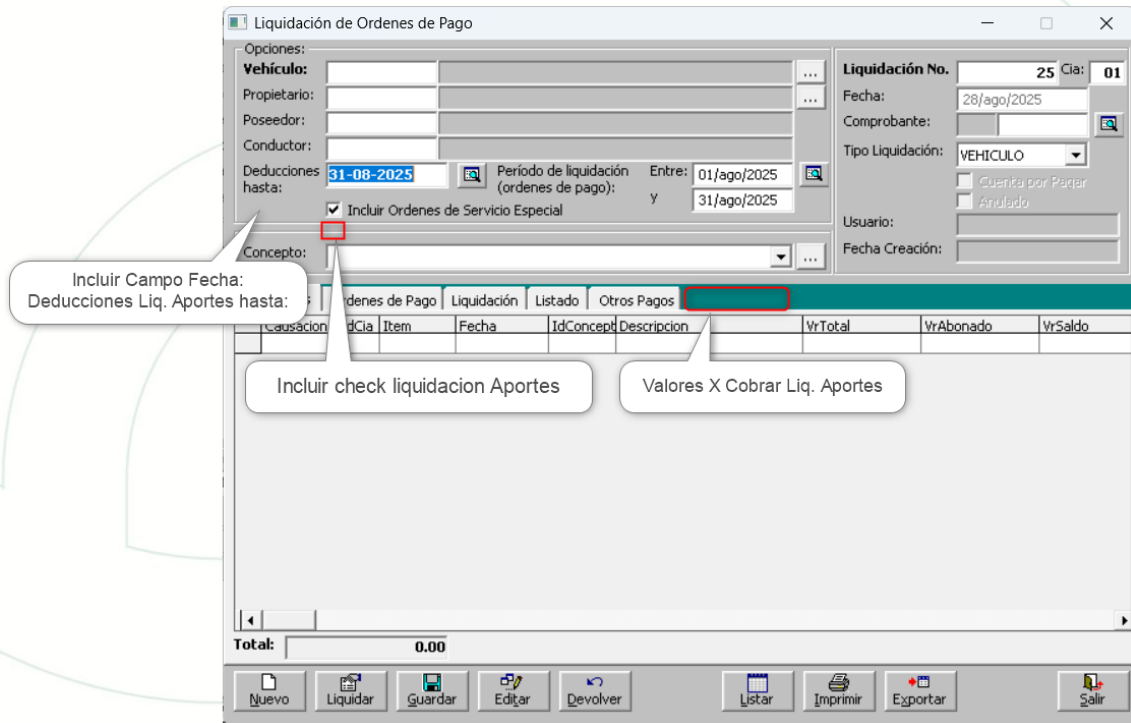 Liquidación de Ordenes de Pago
Opciones:
Vehículo:
...
Propietario:
...
Poseedor:
Conductor:
Deducciones hasta:
31-08-2025
Período de liquidación
(ordenes de pago):
Entre:
01/ago/2025
y
31/ago/2025
Incluir Ordenes de Servicio Especial
Concepto:
...
Liquidación No.
25
Cia:
01
Fecha:
28/ago/2025
Comprobante:
Tipo Liquidación:
VEHICULO
Cuenta por Pagar
Anulado
Usuario:
Fecha Creación:
Incluir Campo Fecha:
Deducciones Liq. Aportes hasta:
Ordenes de Pago
Liquidación
Listado
Otros Pagos
Causacion
IdCia
Item
Fecha
IdConcept
Descripcion
VrTotal
VrAbonado
VrSaldo
Incluir check liquidacion Aportes
Valores X Cobrar Liq. Aportes
Total:
0.00
Nuevo
Liquidar
Guardar
Editar
Devolver
Listar
Imprimir
Exportar
Salir